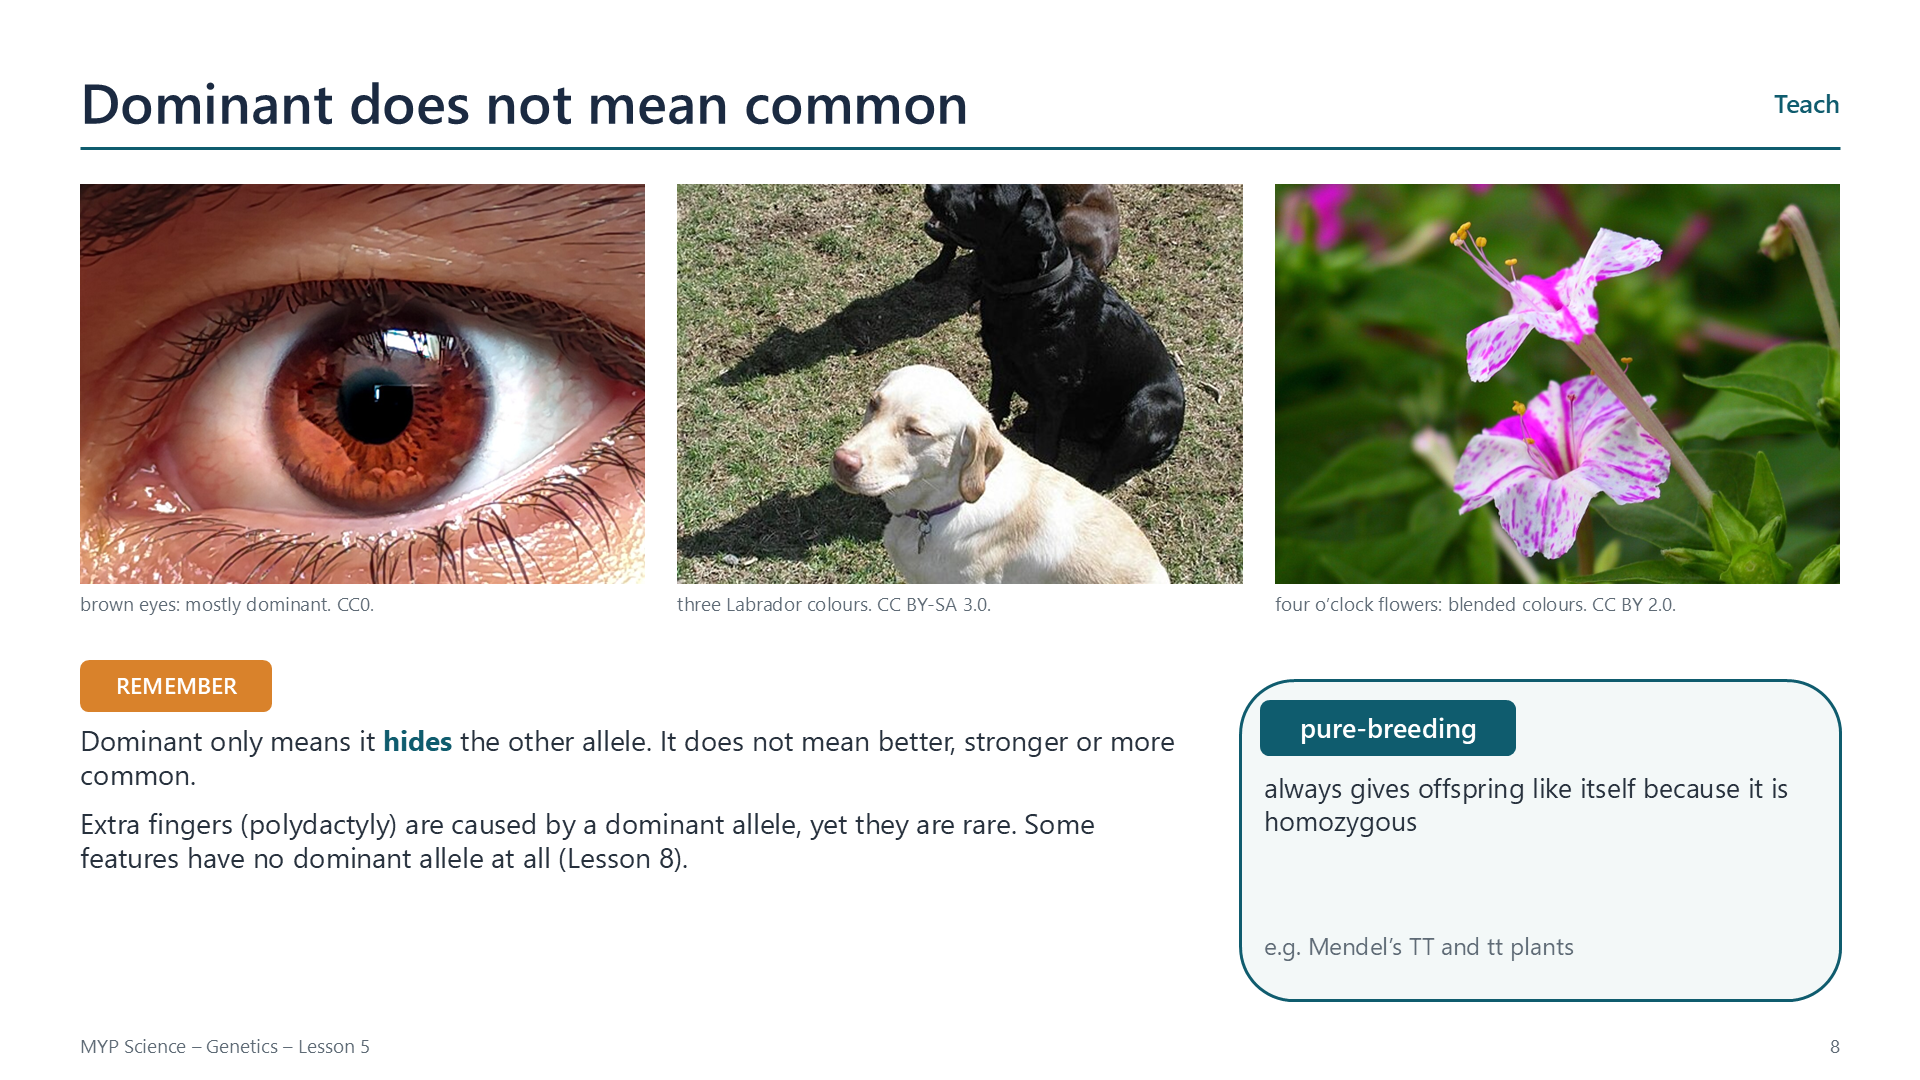 Dominant does not mean common
Teach
brown eyes: mostly dominant. CC0.
three Labrador colours. CC BY-SA 3.0.
four o’clock flowers: blended colours. CC BY 2.0.
REMEMBER
Dominant only means it hides the other allele. It does not mean better, stronger or more
common.
Extra fingers (polydactyly) are caused by a dominant allele, yet they are rare. Some
features have no dominant allele at all (Lesson 8).
pure-breeding
always gives offspring like itself because it is
homozygous
e.g. Mendel’s TT and tt plants
MYP Science – Genetics – Lesson 5
8